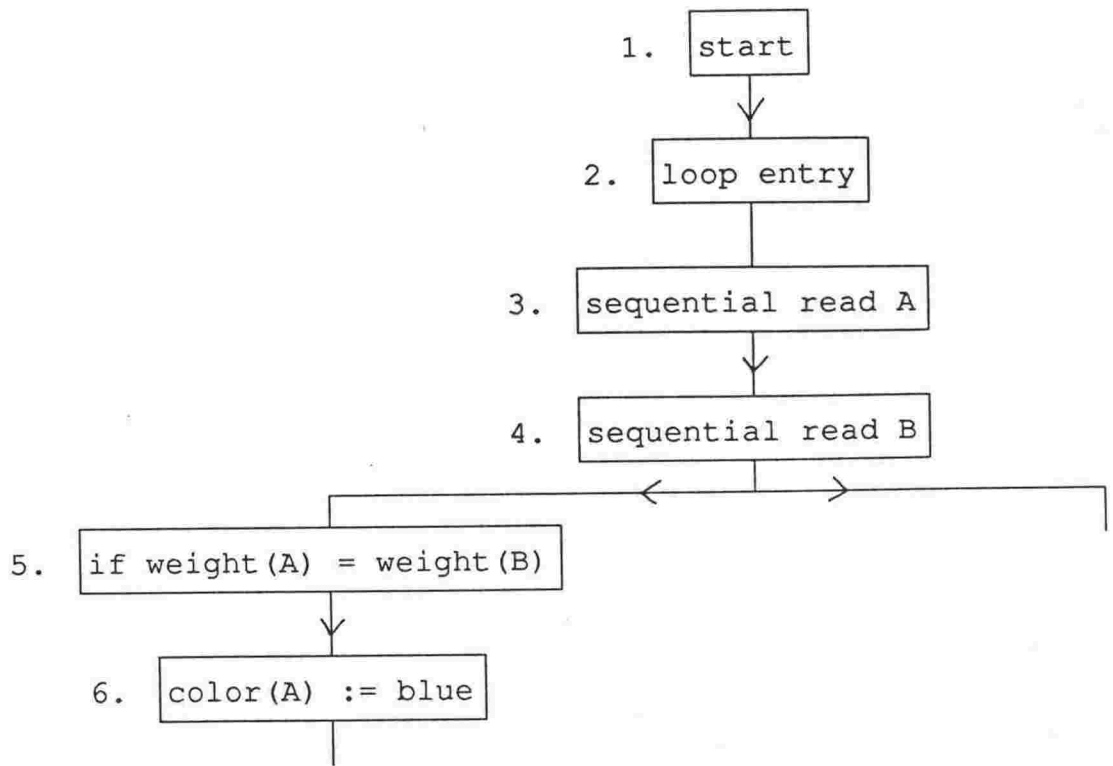 1. start
2. loop entry
3. sequential read A
4. sequential read B
5. if weight(A) = weight(B)
6. color(A) := blue